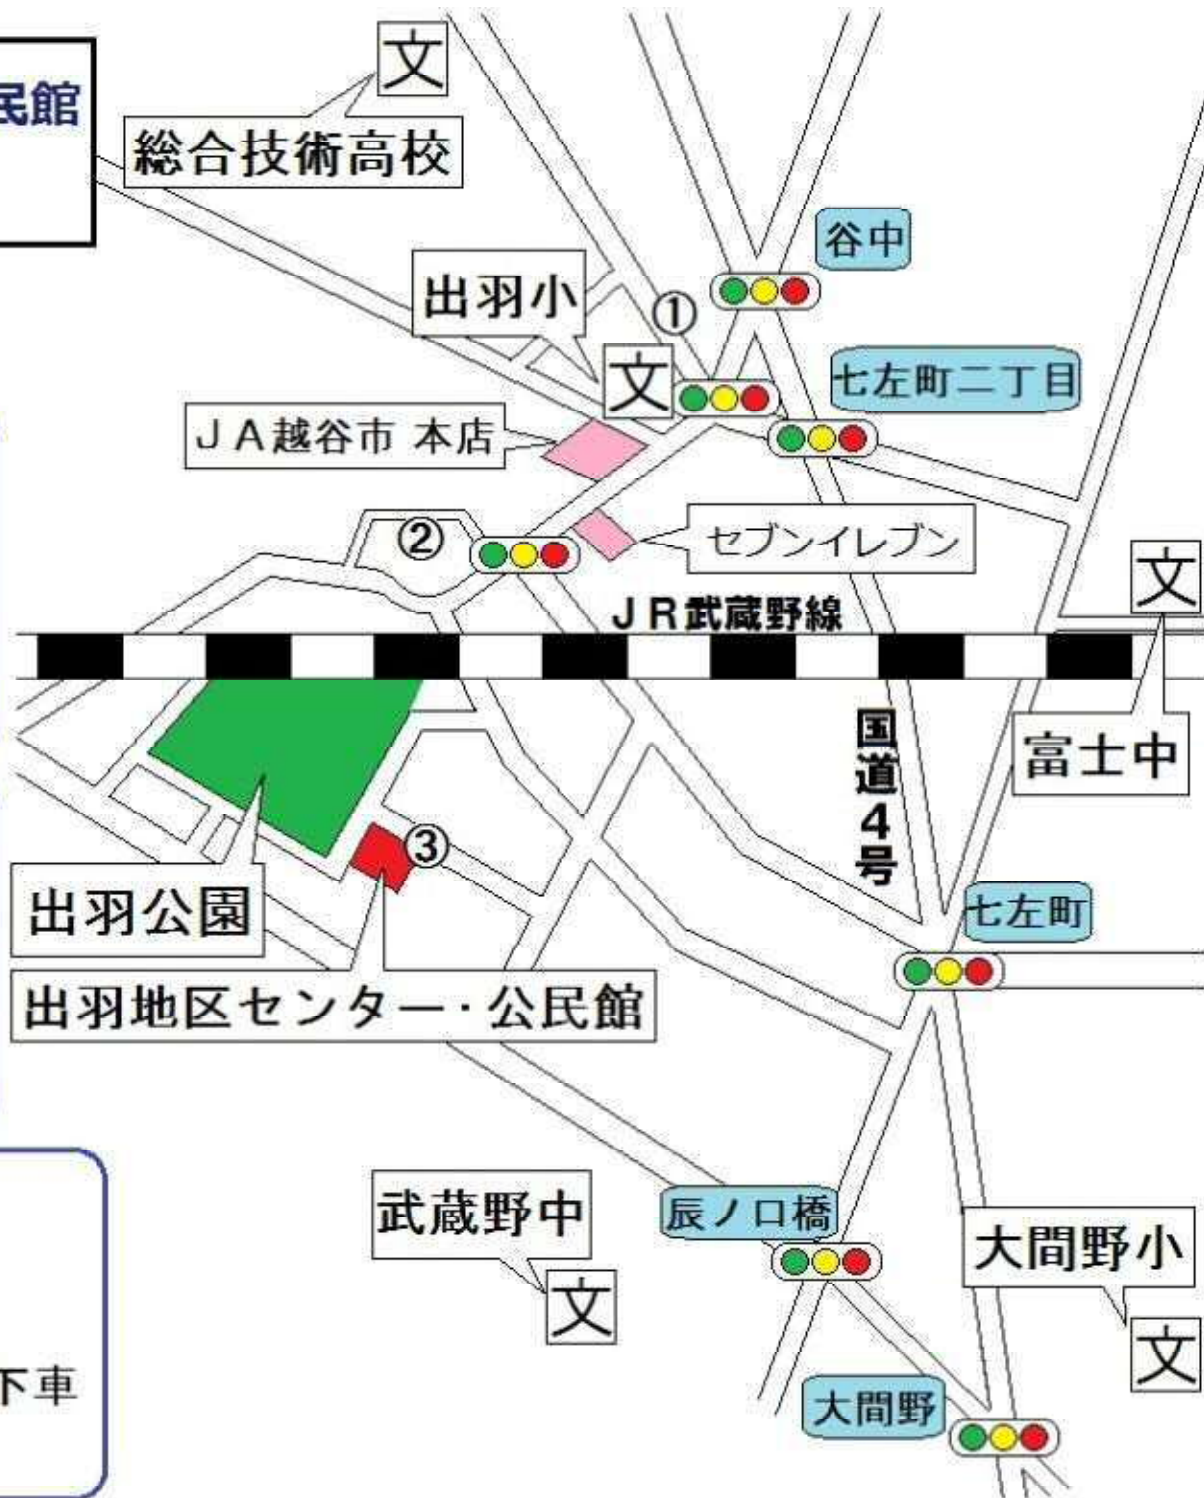 民館
文
総合技術高校
谷中
出羽小
①
文
七左町二丁目
JA越谷市 本店
②
セブンイレブン
文
JR武蔵野線
国道4号
富士中
③
出羽公園
七左町
出羽地区センター・公民館
武蔵野中
辰ノ口橋
大間野小
文
文
下車
大間野